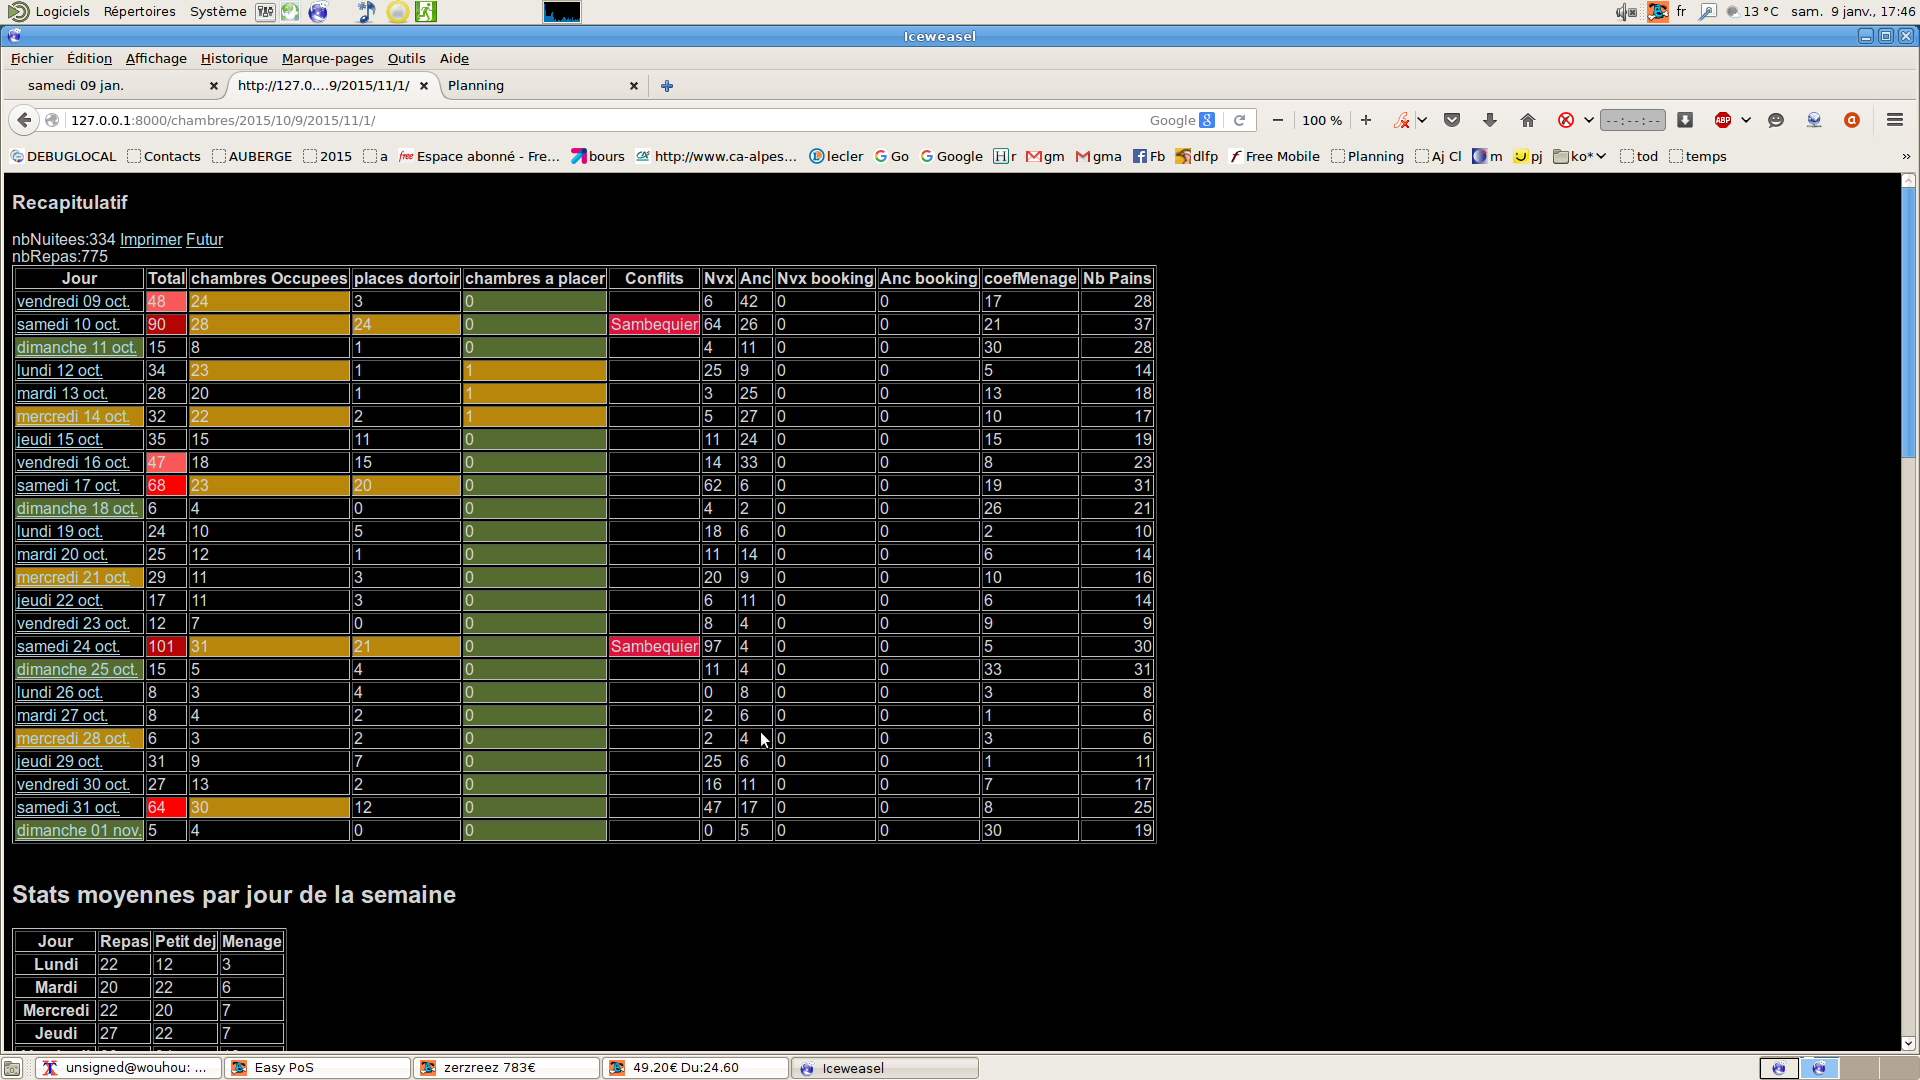 Logiciels Répertoires Système fr 13 °C sam. 9 janv., 17:46
Iceweasel
Fichier Édition Affichage Historique Marque-pages Outils Aide
samedi 09 jan. http://127.0....9/2015/11/1/ Planning
127.0.0.1:8000/chambres/2015/10/9/2015/11/1/ Google 8 100 % --:--:-- ABP a
DEBUGLOCAL Contacts AUBERGE 2015 a free Espace abonné - Fre... bours http://www.ca-alpes... lecler Go Google H r gm gma Fb dlfp Free Mobile Planning Aj Cl m pj ko* tod temps »
Recapitulatif
nbNuitees:334 Imprimer Futur
nbRepas:775
Jour Total chambres Occupees places dortoir chambres a placer Conflits Nvx Anc Nvx booking Anc booking coefMenage Nb Pains
vendredi 09 oct. 48 24 3 0 6 42 0 0 17 28
samedi 10 oct. 90 28 24 0 Sambequier 64 26 0 0 21 37
dimanche 11 oct. 15 8 1 0 4 11 0 0 30 28
lundi 12 oct. 34 23 1 1 25 9 0 0 5 14
mardi 13 oct. 28 20 1 1 3 25 0 0 13 18
mercredi 14 oct. 32 22 2 1 5 27 0 0 10 17
jeudi 15 oct. 35 15 11 0 11 24 0 0 15 19
vendredi 16 oct. 47 18 15 0 14 33 0 0 8 23
samedi 17 oct. 68 23 20 0 62 6 0 0 19 31
dimanche 18 oct. 6 4 0 0 4 2 0 0 26 21
lundi 19 oct. 24 10 5 0 18 6 0 0 2 10
mardi 20 oct. 25 12 1 0 11 14 0 0 6 14
mercredi 21 oct. 29 11 3 0 20 9 0 0 10 16
jeudi 22 oct. 17 11 3 0 6 11 0 0 6 14
vendredi 23 oct. 12 7 0 0 8 4 0 0 9 9
samedi 24 oct. 101 31 21 0 Sambequier 97 4 0 0 5 30
dimanche 25 oct. 15 5 4 0 11 4 0 0 33 31
lundi 26 oct. 8 3 4 0 0 8 0 0 3 8
mardi 27 oct. 8 4 2 0 2 6 0 0 1 6
mercredi 28 oct. 6 3 2 0 2 4 0 0 3 6
jeudi 29 oct. 31 9 7 0 25 6 0 0 1 11
vendredi 30 oct. 27 13 2 0 16 11 0 0 7 17
samedi 31 oct. 64 30 12 0 47 17 0 0 8 25
dimanche 01 nov. 5 4 0 0 0 5 0 0 30 19
Stats moyennes par jour de la semaine
Jour Repas Petit dej Menage
Lundi 22 12 3
Mardi 20 22 6
Mercredi 22 20 7
Jeudi 27 22 7
unsigned@wouhou: ... Easy PoS zerzreez 783€ 49.20€ Du:24.60 Iceweasel